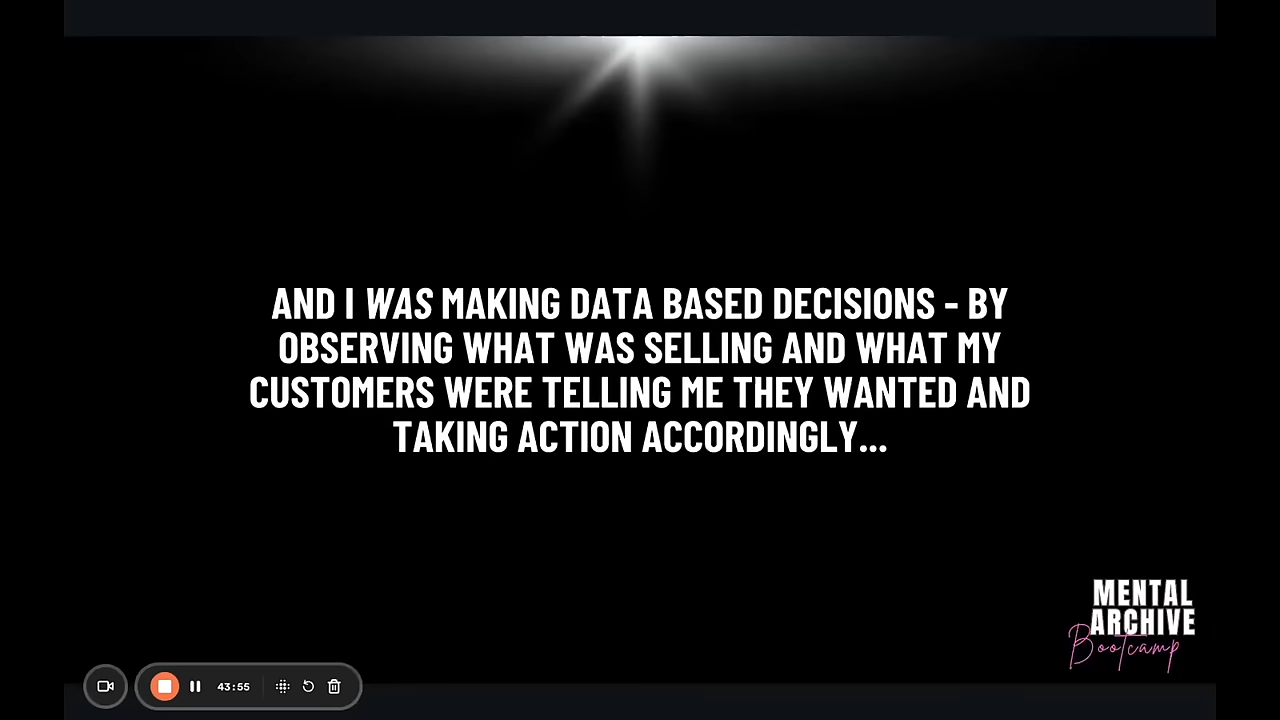 AND I WAS MAKING DATA BASED DECISIONS - BY
OBSERVING WHAT WAS SELLING AND WHAT MY
CUSTOMERS WERE TELLING ME THEY WANTED AND
TAKING ACTION ACCORDINGLY...
MENTAL
ARCHIVE
Bootcamp
43:55